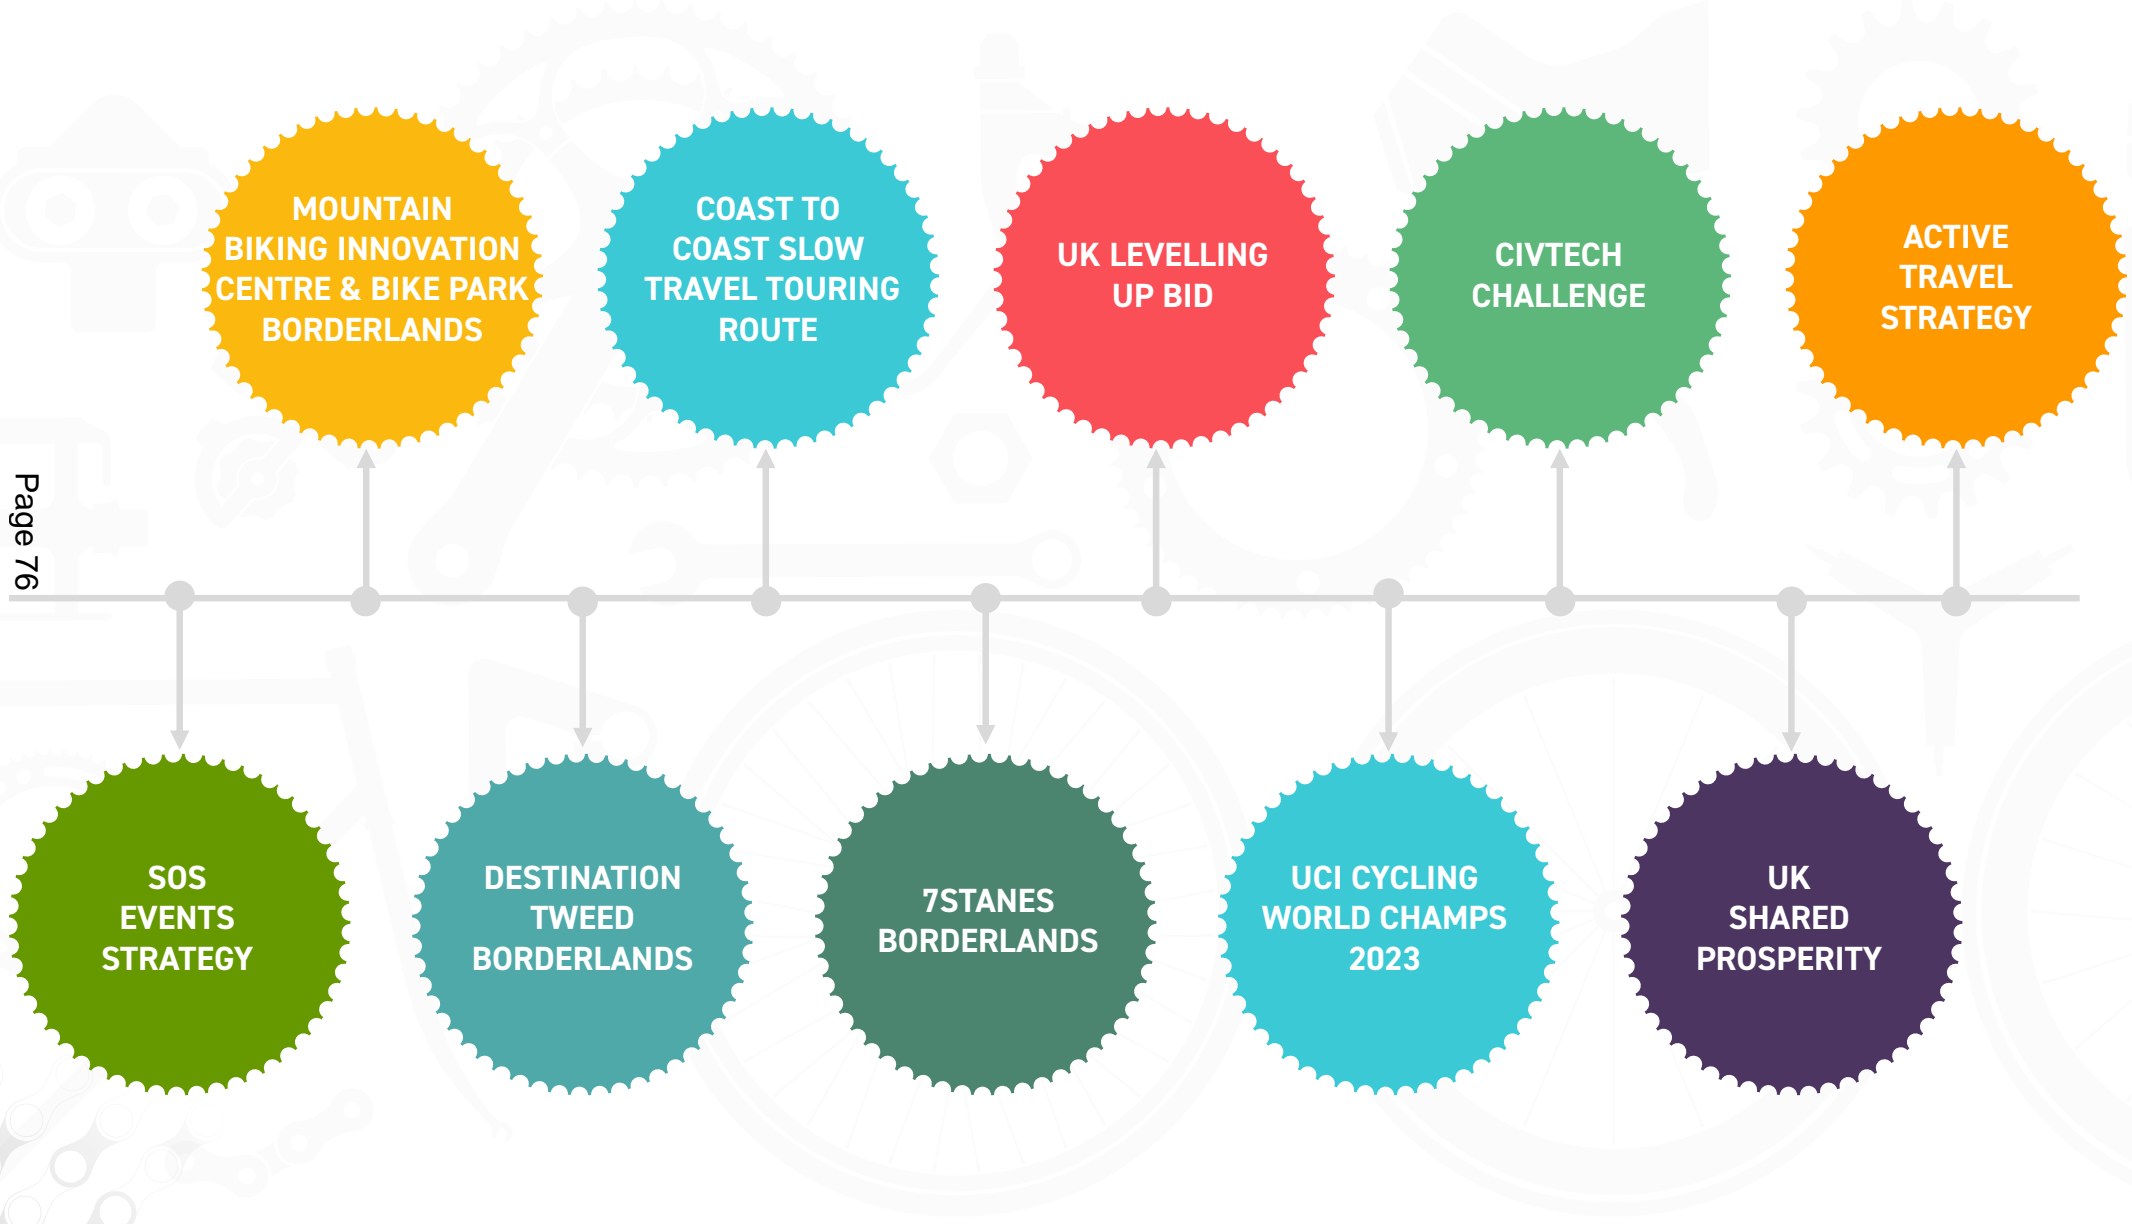 MOUNTAIN
BIKING INNOVATION
CENTRE & BIKE PARK
BORDERLANDS
COAST TO
COAST SLOW
TRAVEL TOURING
ROUTE
UK LEVELLING
UP BID
CIVTECH
CHALLENGE
ACTIVE
TRAVEL
STRATEGY
Page 76
SOS
EVENTS
STRATEGY
DESTINATION
TWEED
BORDERLANDS
7STANES
BORDERLANDS
UCI CYCLING
WORLD CHAMPS
2023
UK
SHARED
PROSPERITY